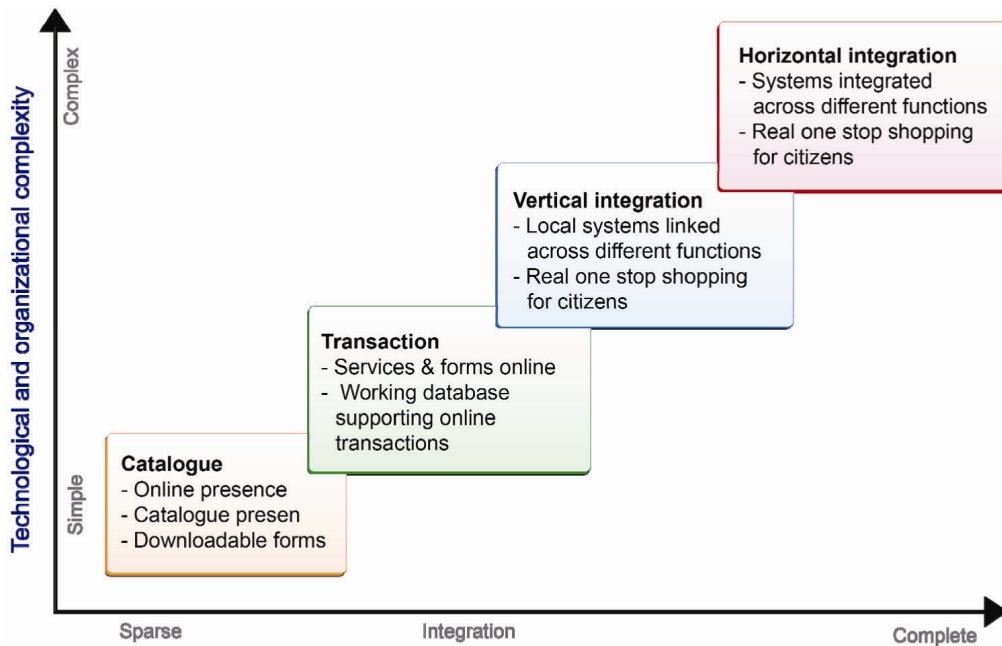 Technological and organizational complexity
Complex
Simple
Horizontal integration
- Systems integrated
across different functions
- Real one stop shopping
for citizens
Vertical integration
- Local systems linked
across different functions
- Real one stop shopping
for citizens
Transaction
- Services & forms online
- Working database
supporting online
transactions
Catalogue
- Online presence
- Catalogue presen
- Downloadable forms
Sparse
Integration
Complete